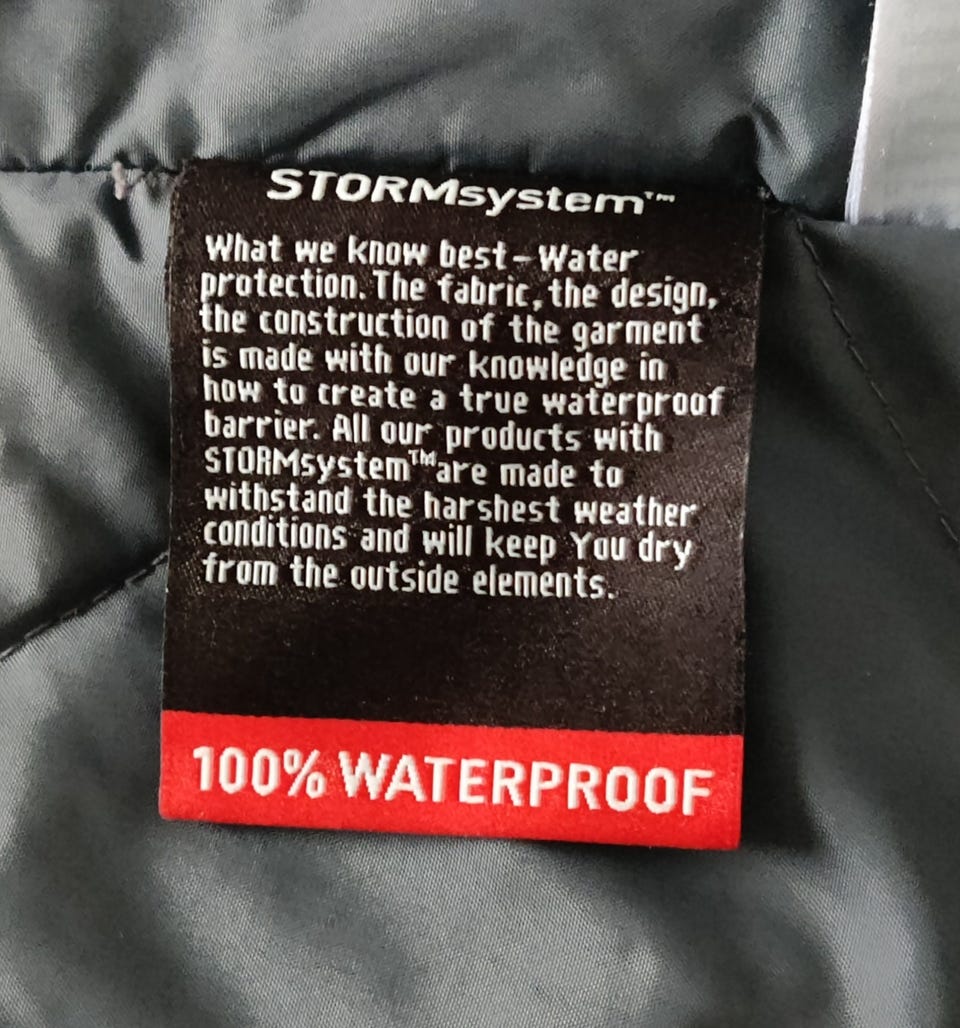 STORMsystem™
What we know best-Water
protection. The fabric, the design,
the construction of the garment
is made with our knowledge in
how to create a true waterproof
barrier. All our products with
STORMsystem™are made to
withstand the harshest weather
conditions and will keep You dry
from the outside elements.
100% WATERPROOF